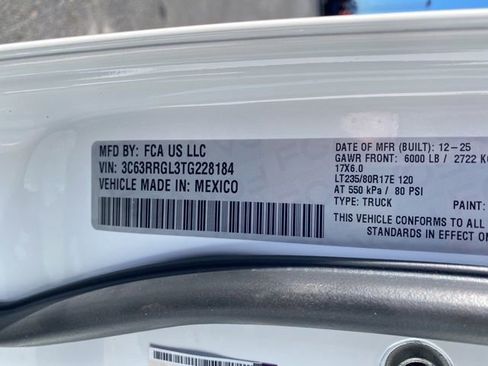 MFD BY: FCA US LLC
VIN: 3C63RRGL3TG228184
VEHICLE MADE IN: MEXICO
DATE OF MFR (BUILT): 12-25
GAWR FRONT: 6000 LB / 2722 K
17X6.0
LT235/80R17E 120
AT 550 kPa / 80 PSI
TYPE: TRUCK PAINT:
THIS VEHICLE CONFORMS TO ALL
STANDARDS IN EFFECT ON